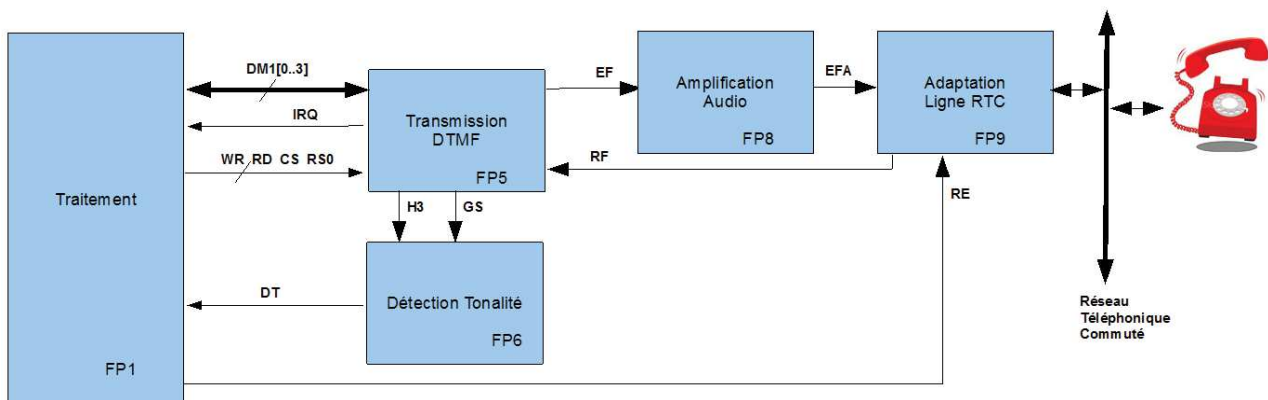 DM1[0..3]
IRQ
WR RD CS RS0
Traitement
DT
FP1
Transmission
DTMF
FP5
H3
GS
Détection Tonalité
FP6
EF
RF
Amplification
Audio
FP8
EFA
Adaptation
Ligne RTC
FP9
RE
Réseau
Téléphonique
Commuté